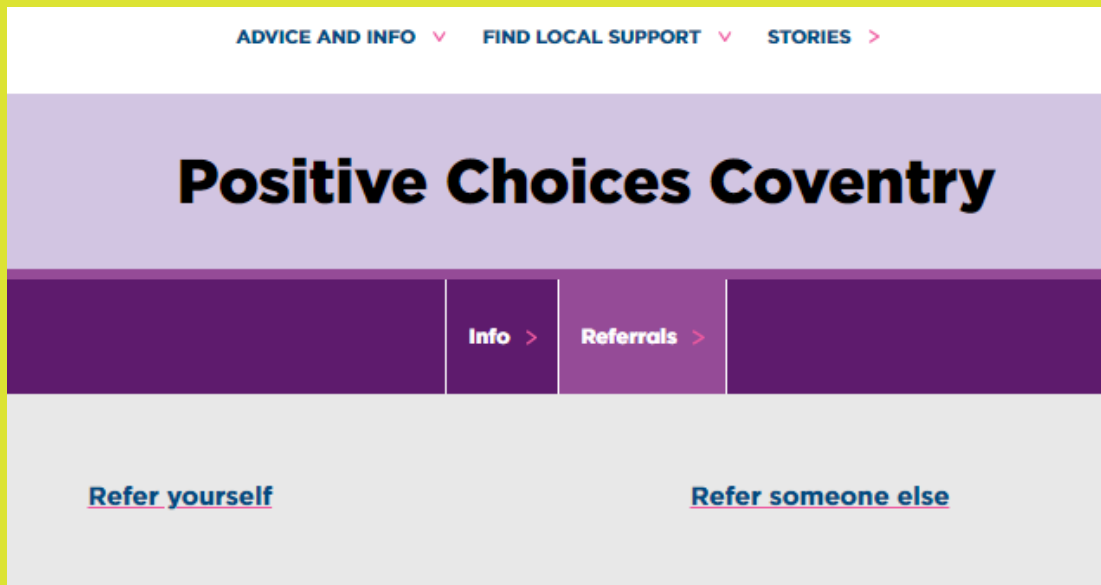 ADVICE AND INFO FIND LOCAL SUPPORT STORIES >
Positive Choices Coventry
Info > Referrals >
Refer yourself Refer someone else